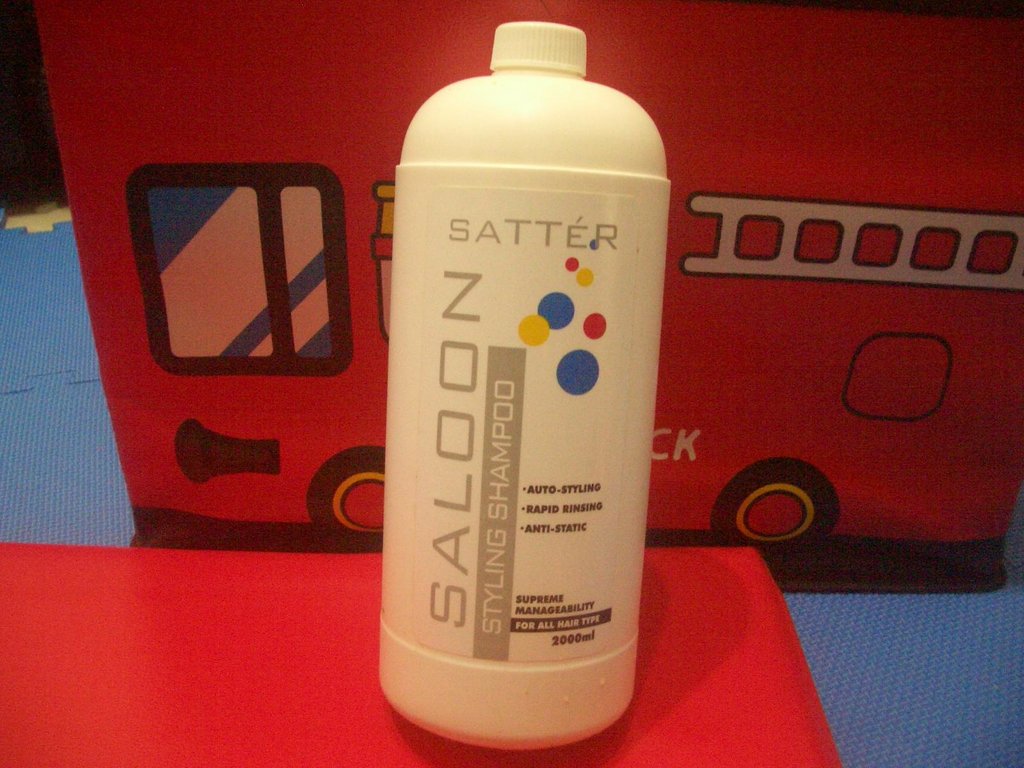 SATTÉR
SALOON
STYLING SHAMPOO
·AUTO-STYLING
·RAPID RINSING
·ANTI-STATIC
SUPREME
MANAGEABILITY
FOR ALL HAIR TYPE
2000ml
CK